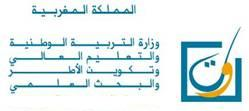 المملكة المغربية
وزارة التربية الوطنية
والتعليم العالي
وتكوين الأطر
والبحث العلمي